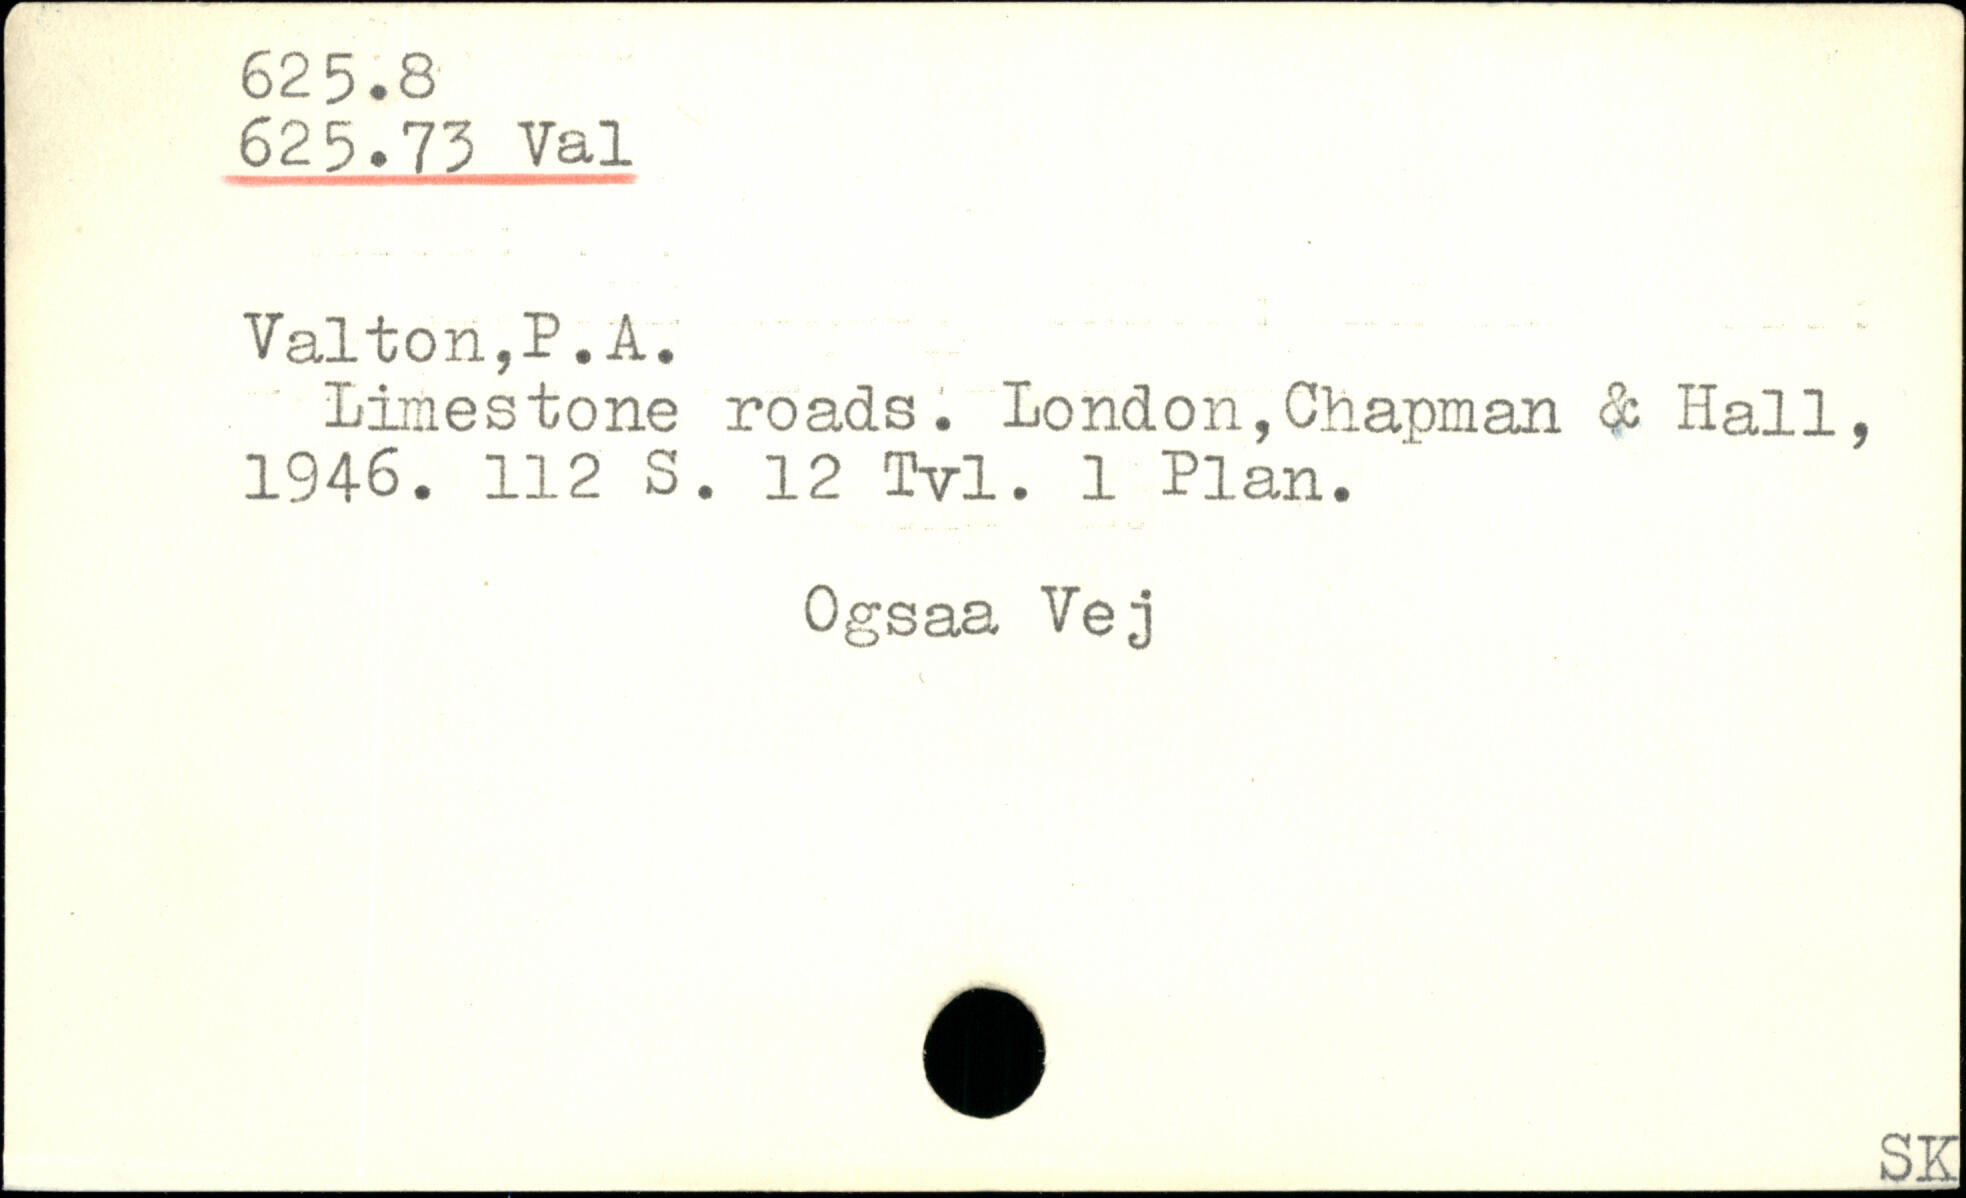 625.8
625.73 Val
Valton,P.A.
Limestone roads. London,Chapman & Hall,
1946. 112 S. 12 Tvl. 1 Plan.
Ogsaa Vej
SK